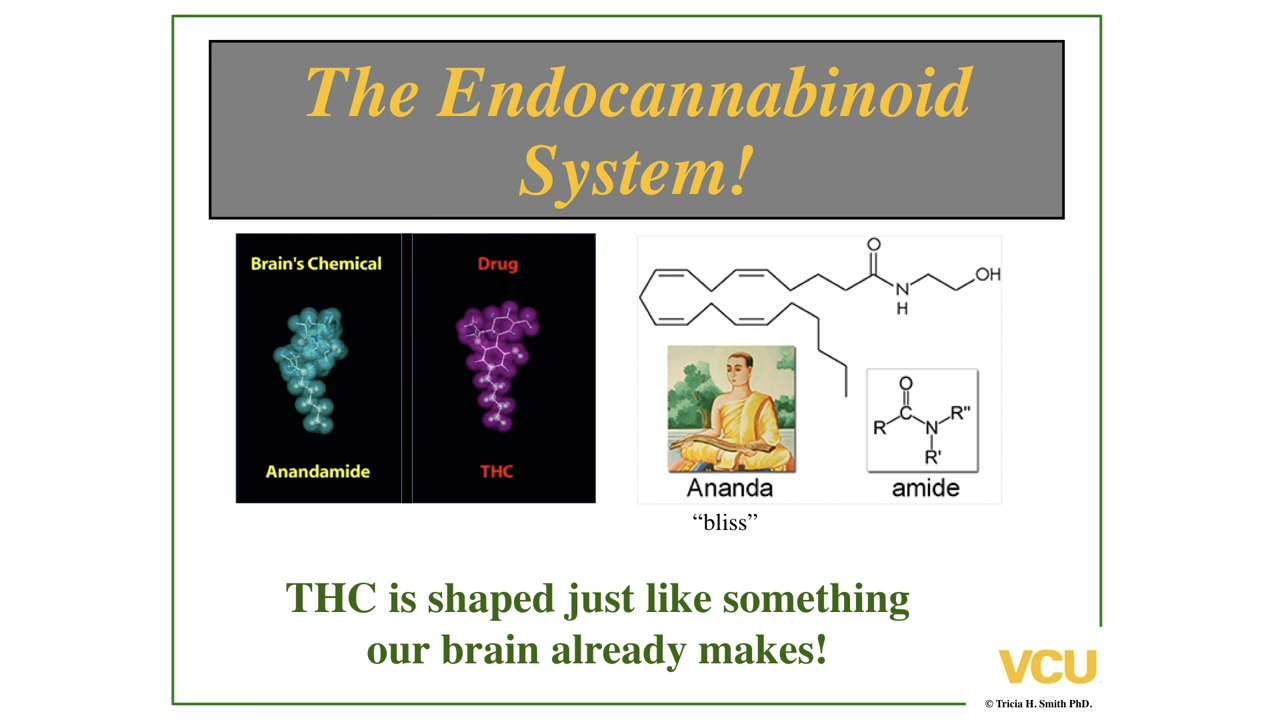 The Endocannabinoid
System!
Brain's Chemical
Drug
Anandamide
THC
O
N
H
OH
O
C
R
N
R"
R'
Ananda
amide
“bliss”
THC is shaped just like something
our brain already makes!
VCU
© Tricia H. Smith PhD.